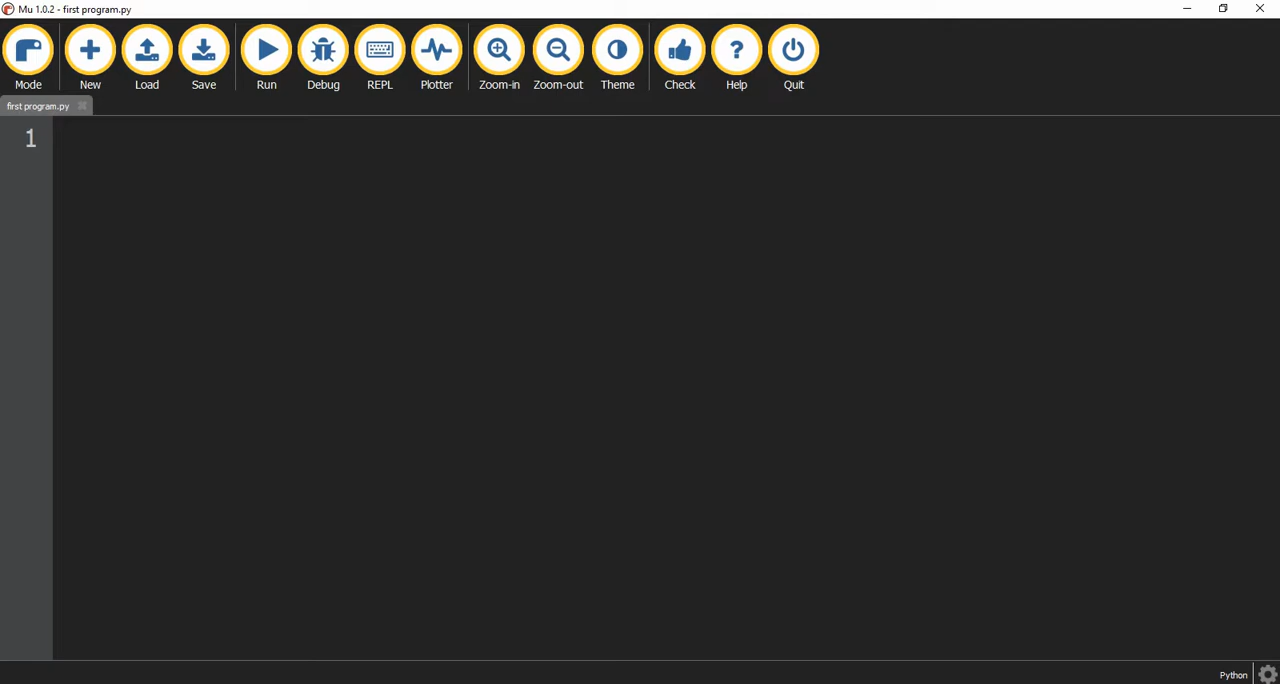 Mu 1.0.2 - first program.py
Mode New Load Save Run Debug REPL Plotter Zoom-in Zoom-out Theme Check Help Quit
first program.py
1
Python